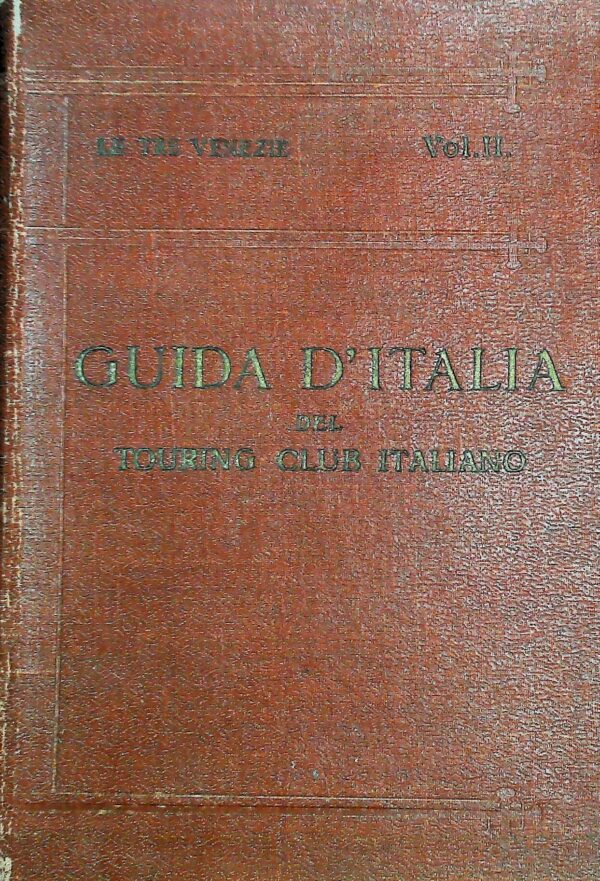 LE TRE VENEZIE Vol. II.
GUIDA D'ITALIA
DEL
TOURING CLUB ITALIANO